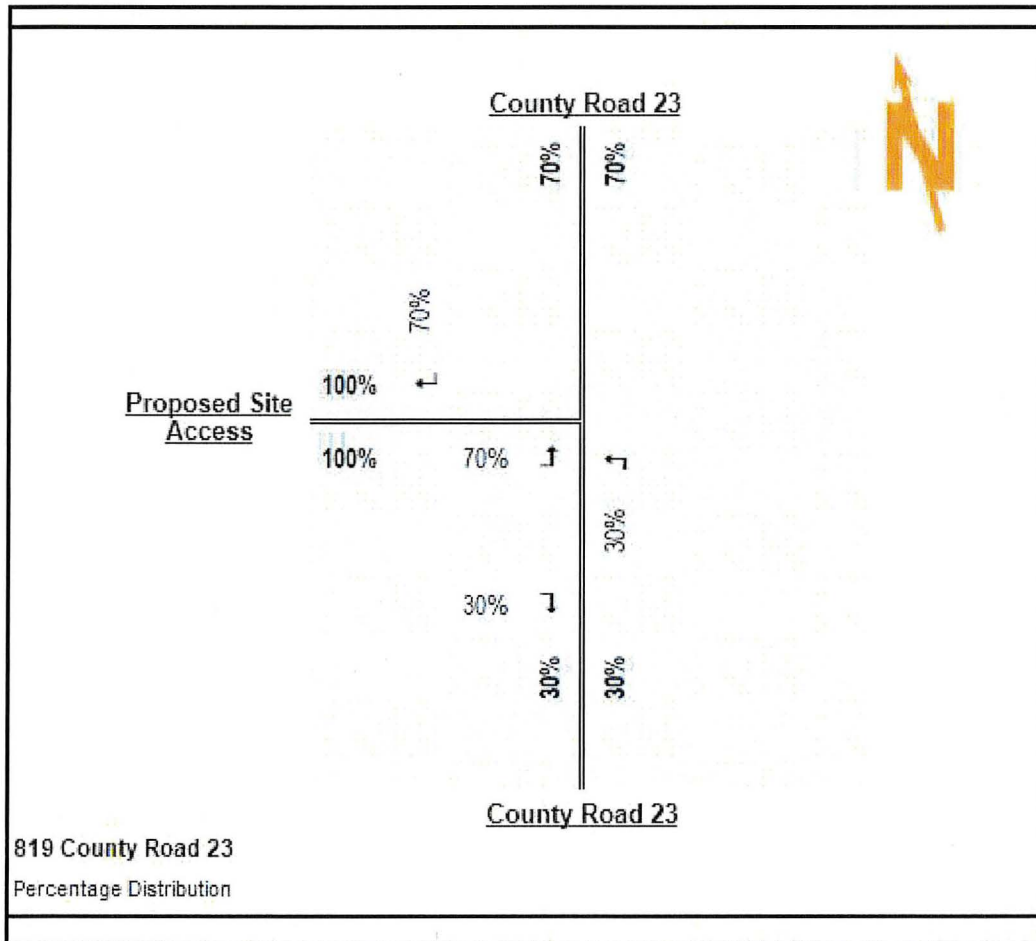 County Road 23
N
70% 70%
70%
100%
Proposed Site
Access
100% 70%
30%
30%
30% 30%
County Road 23
819 County Road 23
Percentage Distribution